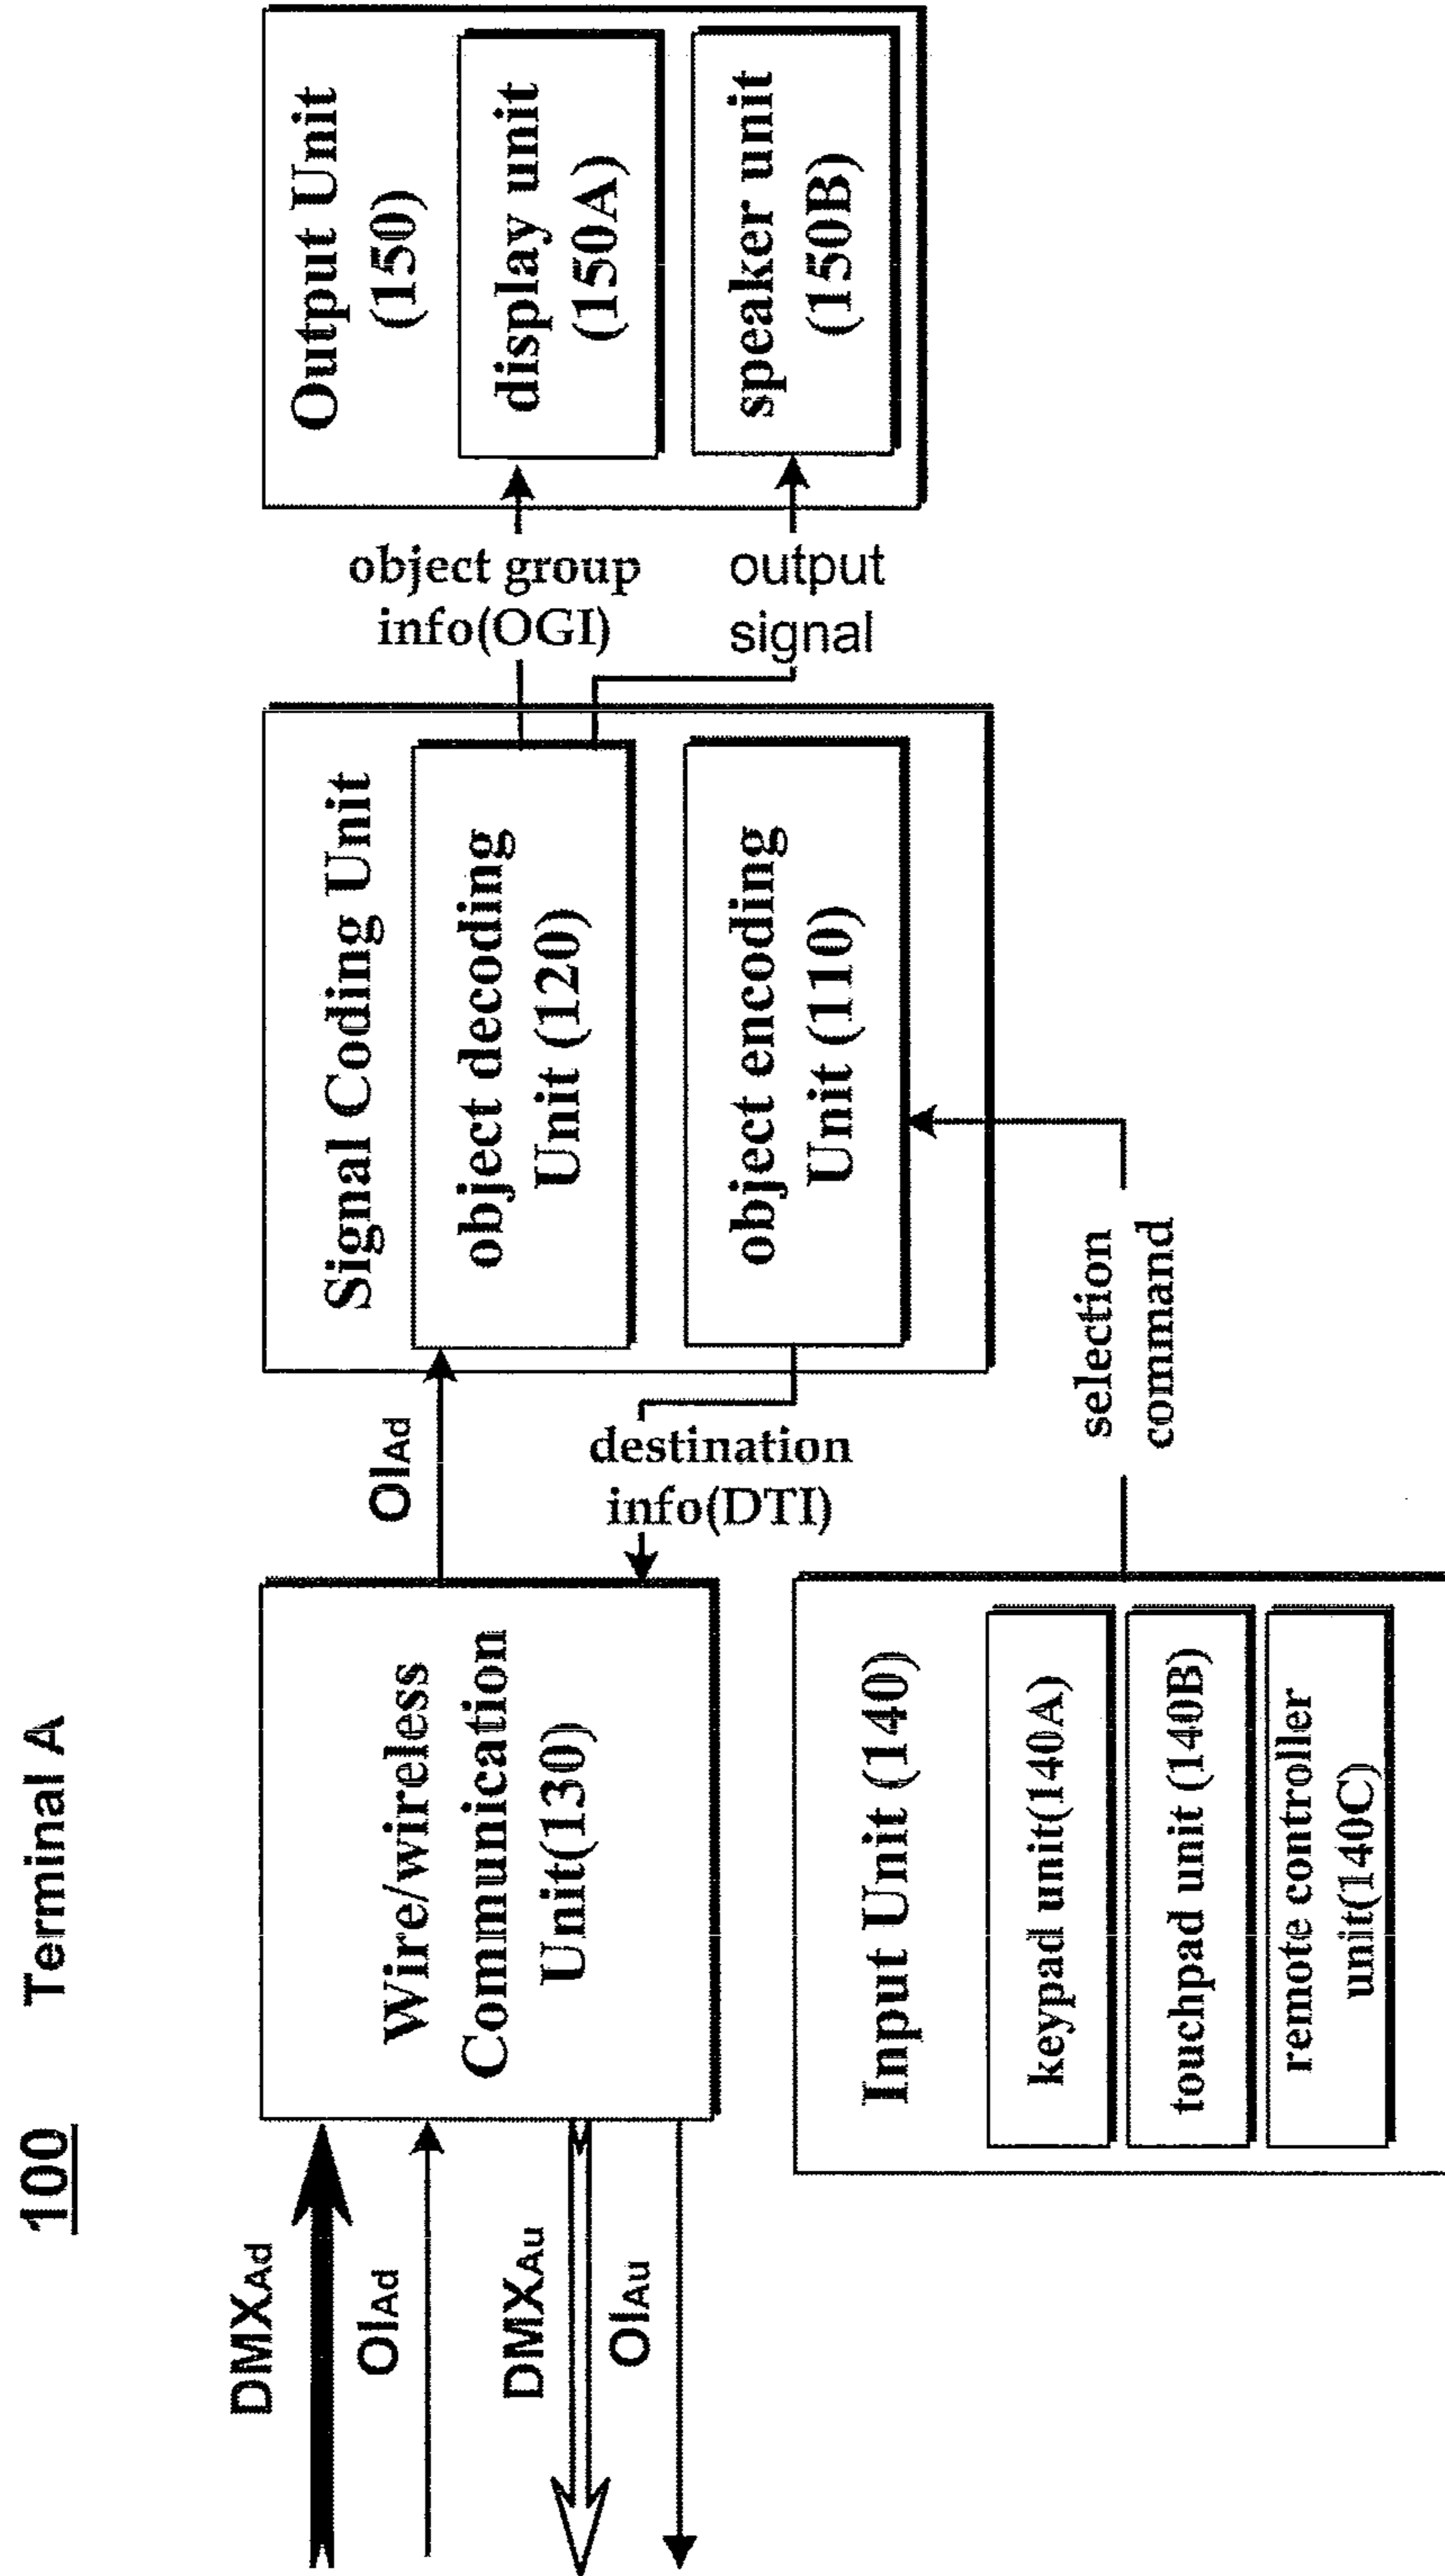 100 Terminal A
DMXAd
OIAd
DMXAu
OIAu
Wire/wireless
Communication
Unit(130)
OIAd
destination
info(DTI)
Signal Coding Unit
object decoding
Unit (120)
object encoding
Unit (110)
object group
info(OGI)
output
signal
Output Unit
(150)
display unit
(150A)
speaker unit
(150B)
Input Unit (140)
keypad unit(140A)
touchpad unit (140B)
remote controller
unit(140C)
selection
command